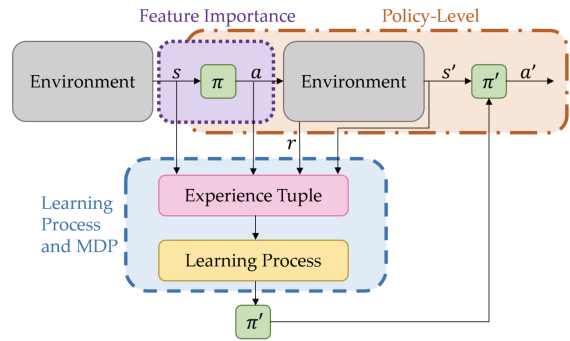 Feature Importance
Policy-Level
Environment
s
π
a
Environment
s′
π′
a′
r
Learning
Process
and MDP
Experience Tuple
Learning Process
π′